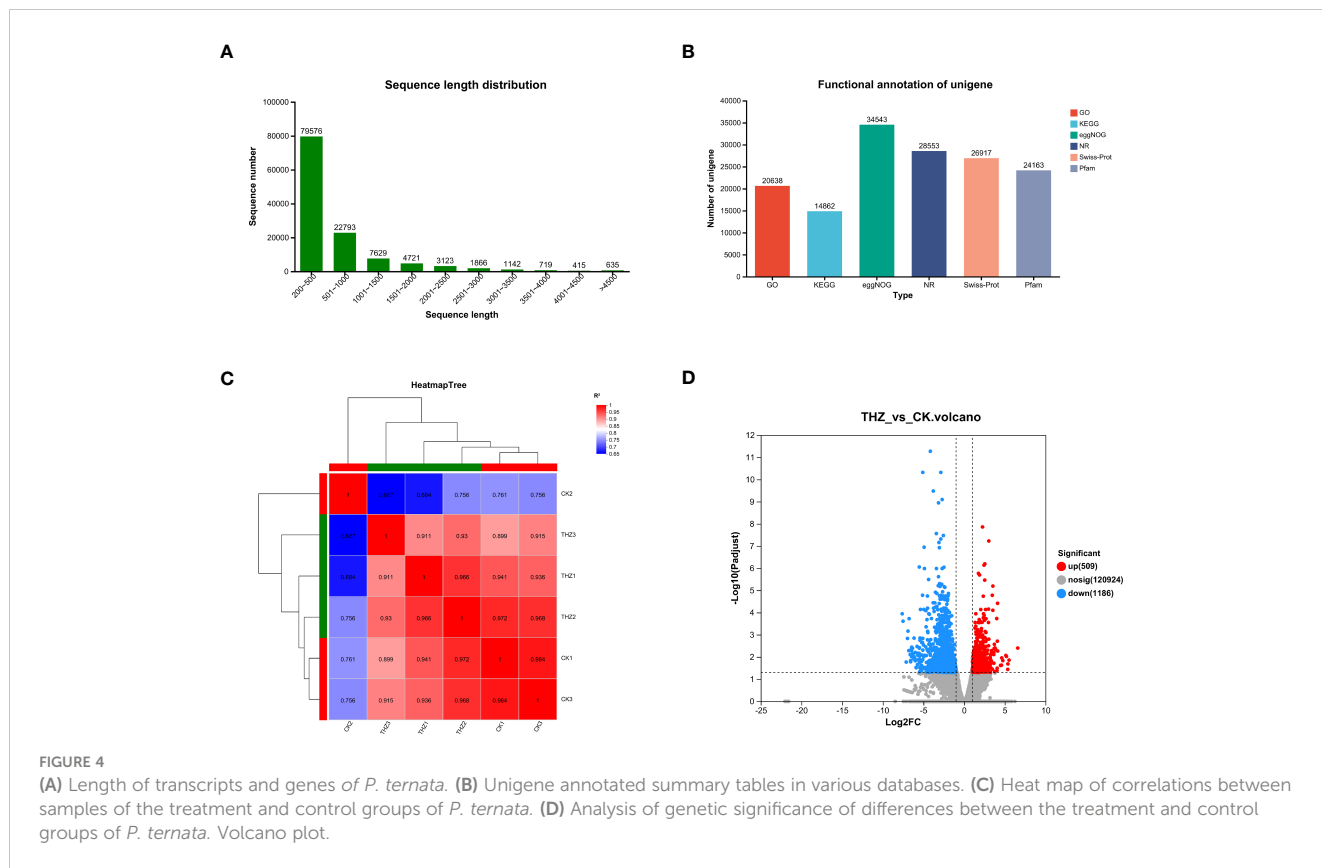 A
Sequence length distribution
100000
80000
60000
40000
20000
0
Sequence number
79576
22793
7629
4721
3123
1866
1142
719
415
635
200~500
501~1000
1001~1500
1501~2000
2001~2500
2501~3000
3001~3500
3501~4000
4001~4500
>4500
Sequence length
B
Functional annotation of unigene
40000
35000
30000
25000
20000
15000
10000
5000
0
Number of unigene
20638
14862
34543
28553
26917
24163
GO
KEGG
eggNOG
NR
Swiss-Prot
Pfam
Type
GO
KEGG
eggNOG
NR
Swiss-Prot
Pfam
C
HeatmapTree
R²
1
0.95
0.9
0.85
0.8
0.75
0.7
0.65
1 0.756 0.761 0.756 CK2
1 0.911 0.93 0.899 0.915 THZ3
0.911 1 0.966 0.941 0.936 THZ1
0.756 0.93 0.966 1 0.972 0.968 THZ2
0.761 0.899 0.941 0.972 1 0.984 CK1
0.756 0.915 0.936 0.968 0.984 1 CK3
CK2 THZ3 THZ1 THZ2 CK1 CK3
D
THZ_vs_CK.volcano
12
11
10
9
8
7
6
5
4
3
2
1
0
-Log10(Padjust)
-25 -20 -15 -10 -5 0 5 10
Log2FC
Significant
up(509)
nosig(120924)
down(1186)
FIGURE 4
(A) Length of transcripts and genes of P. ternata. (B) Unigene annotated summary tables in various databases. (C) Heat map of correlations between
samples of the treatment and control groups of P. ternata. (D) Analysis of genetic significance of differences between the treatment and control
groups of P. ternata. Volcano plot.